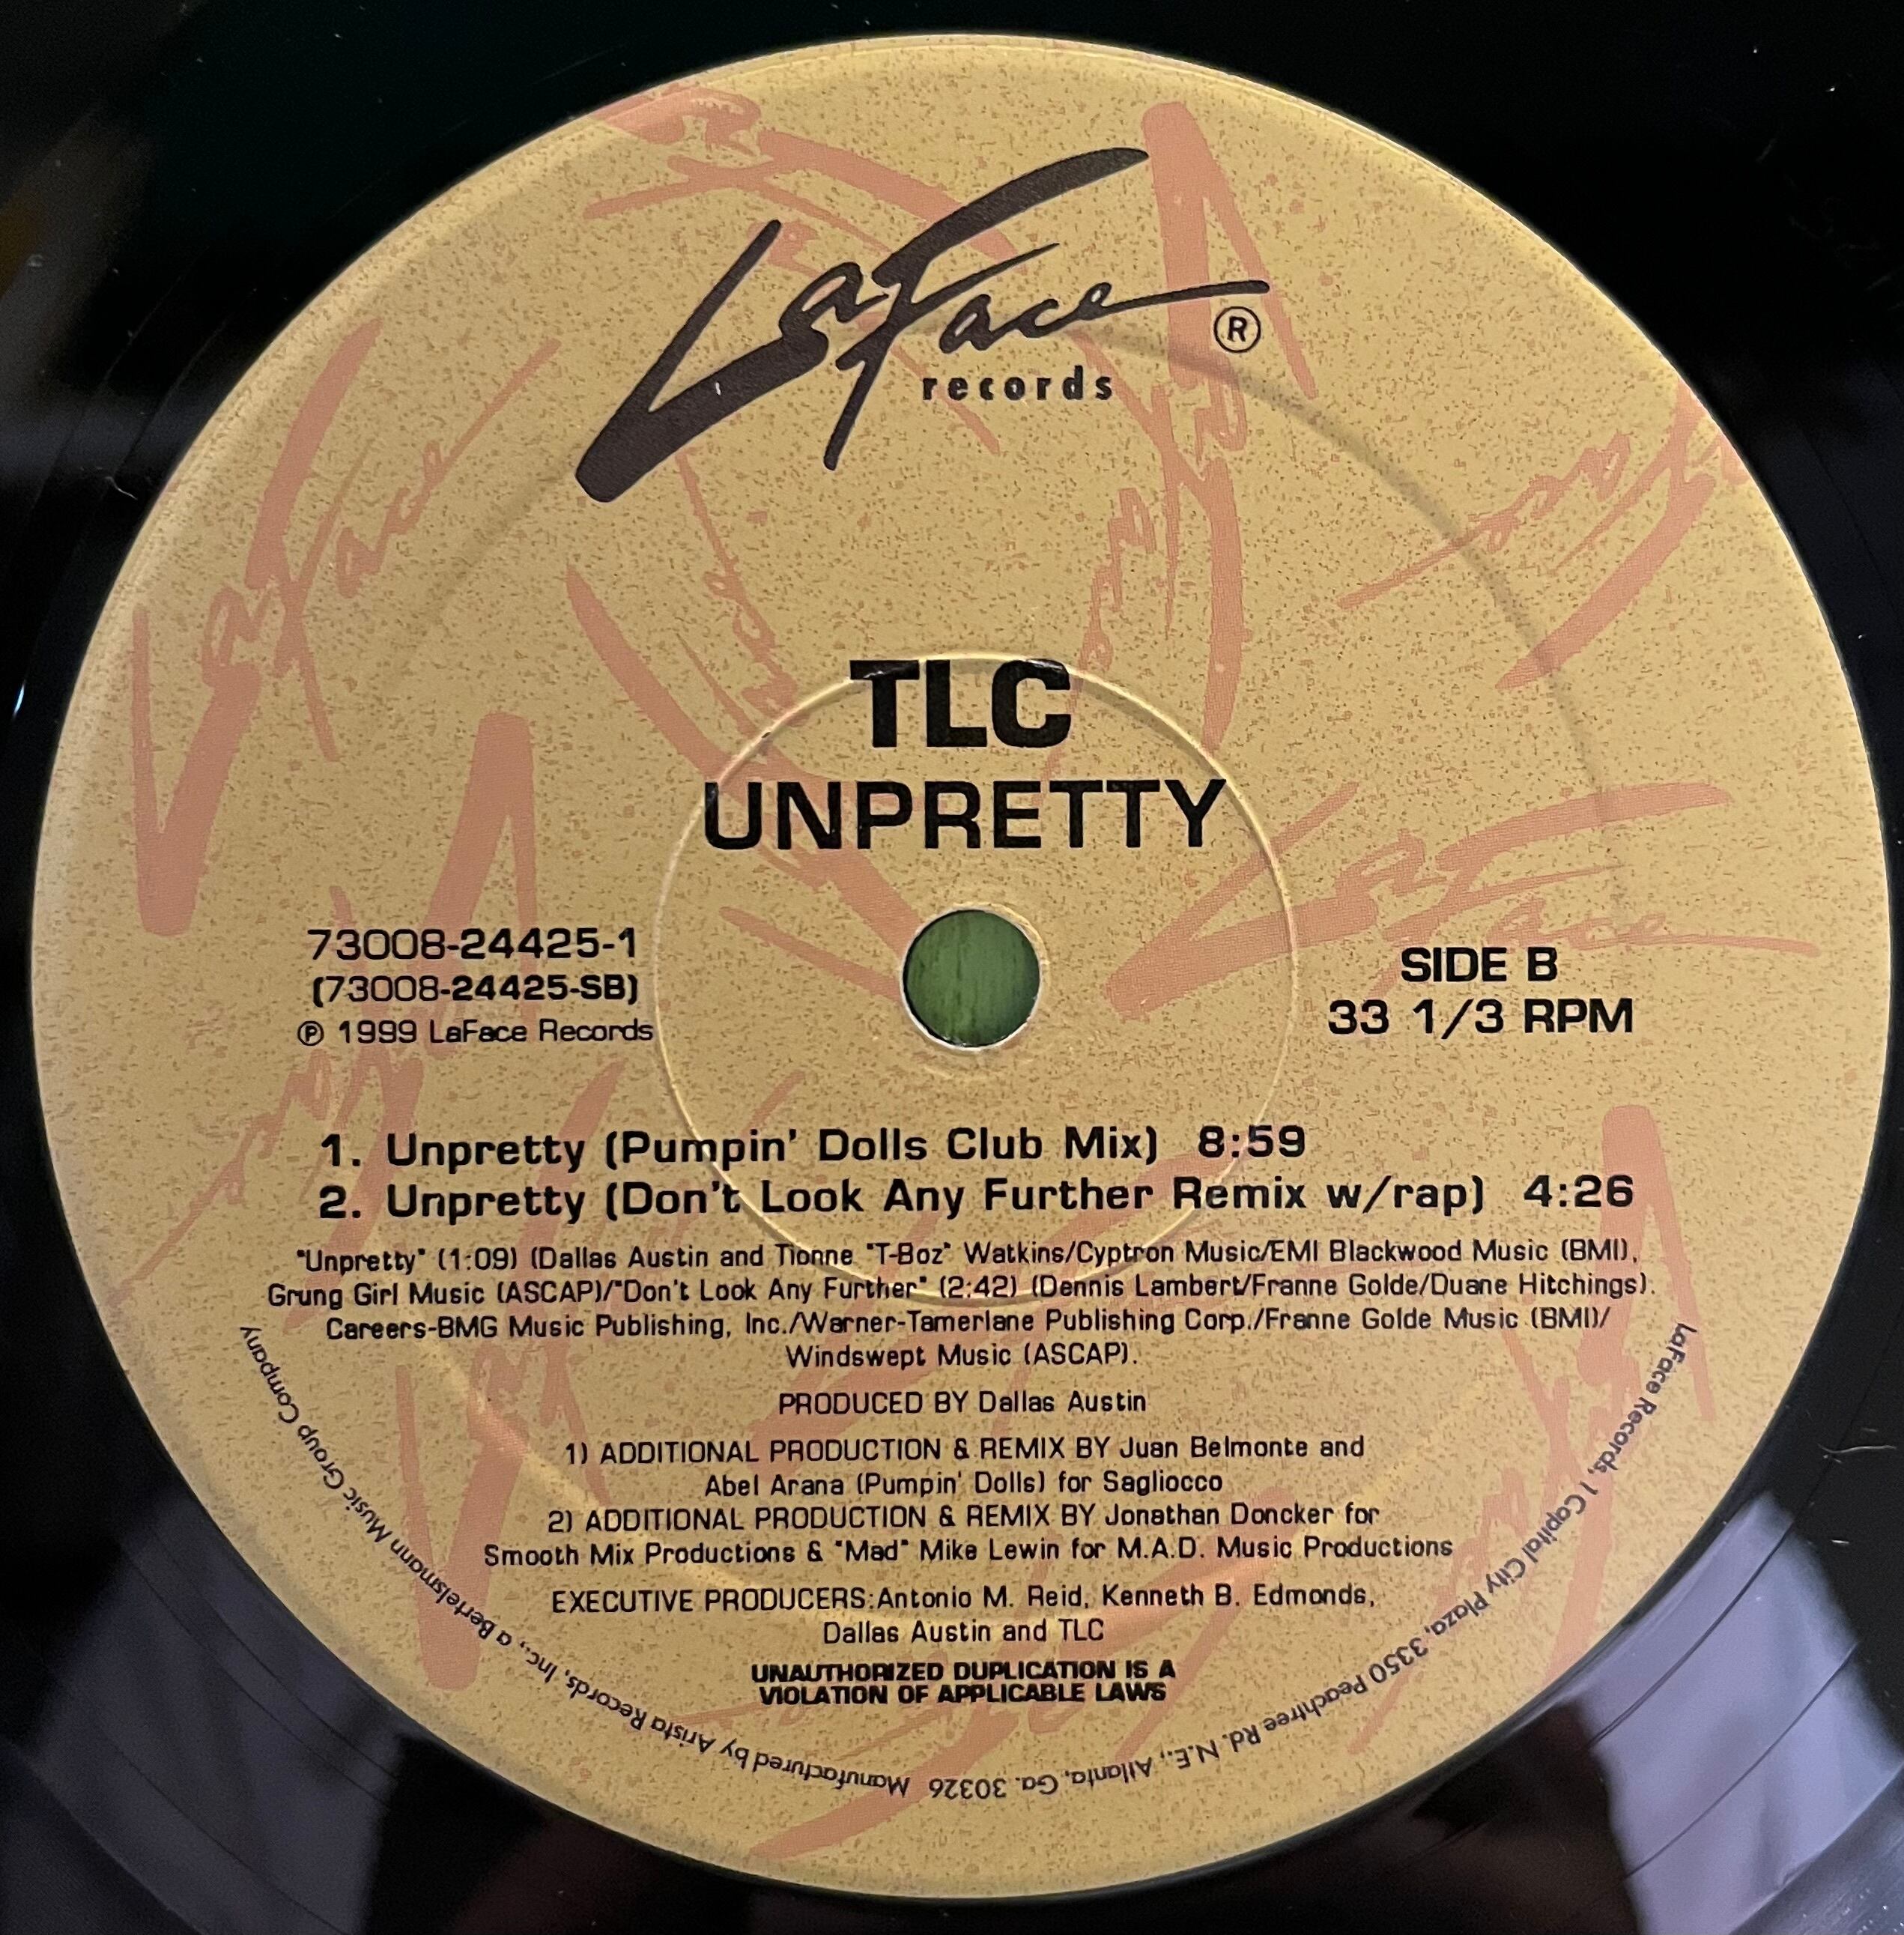 LaFace
records
®
TLC
UNPRETTY
73008-24425-1
(73008-24425-SB)
℗ 1999 LaFace Records
SIDE B
33 1/3 RPM
1. Unpretty (Pumpin' Dolls Club Mix) 8:59
2. Unpretty (Don't Look Any Further Remix w/rap) 4:26
"Unpretty" (1:09) (Dallas Austin and Tionne "T-Boz" Watkins/Cyptron Music/EMI Blackwood Music (BMI),
Grung Girl Music (ASCAP)/"Don't Look Any Further" (2:42) (Dennis Lambert/Franne Golde/Duane Hitchings).
Careers-BMG Music Publishing, Inc./Warner-Tamerlane Publishing Corp./Franne Golde Music (BMI)/
Windswept Music (ASCAP).
PRODUCED BY Dallas Austin
1) ADDITIONAL PRODUCTION & REMIX BY Juan Belmonte and
Abel Arana (Pumpin' Dolls) for Sagliocco
2) ADDITIONAL PRODUCTION & REMIX BY Jonathan Doncker for
Smooth Mix Productions & "Mad" Mike Lewin for M.A.D. Music Productions
EXECUTIVE PRODUCERS:Antonio M. Reid, Kenneth B. Edmonds,
Dallas Austin and TLC
UNAUTHORIZED DUPLICATION IS A
VIOLATION OF APPLICABLE LAWS
LaFace Records, 1 Capital City Plaza, 3350 Peachtree Rd. N.E., Atlanta, Ga. 30326 Manufactured by Arista Records, Inc., a Bertelsmann Music Group Company